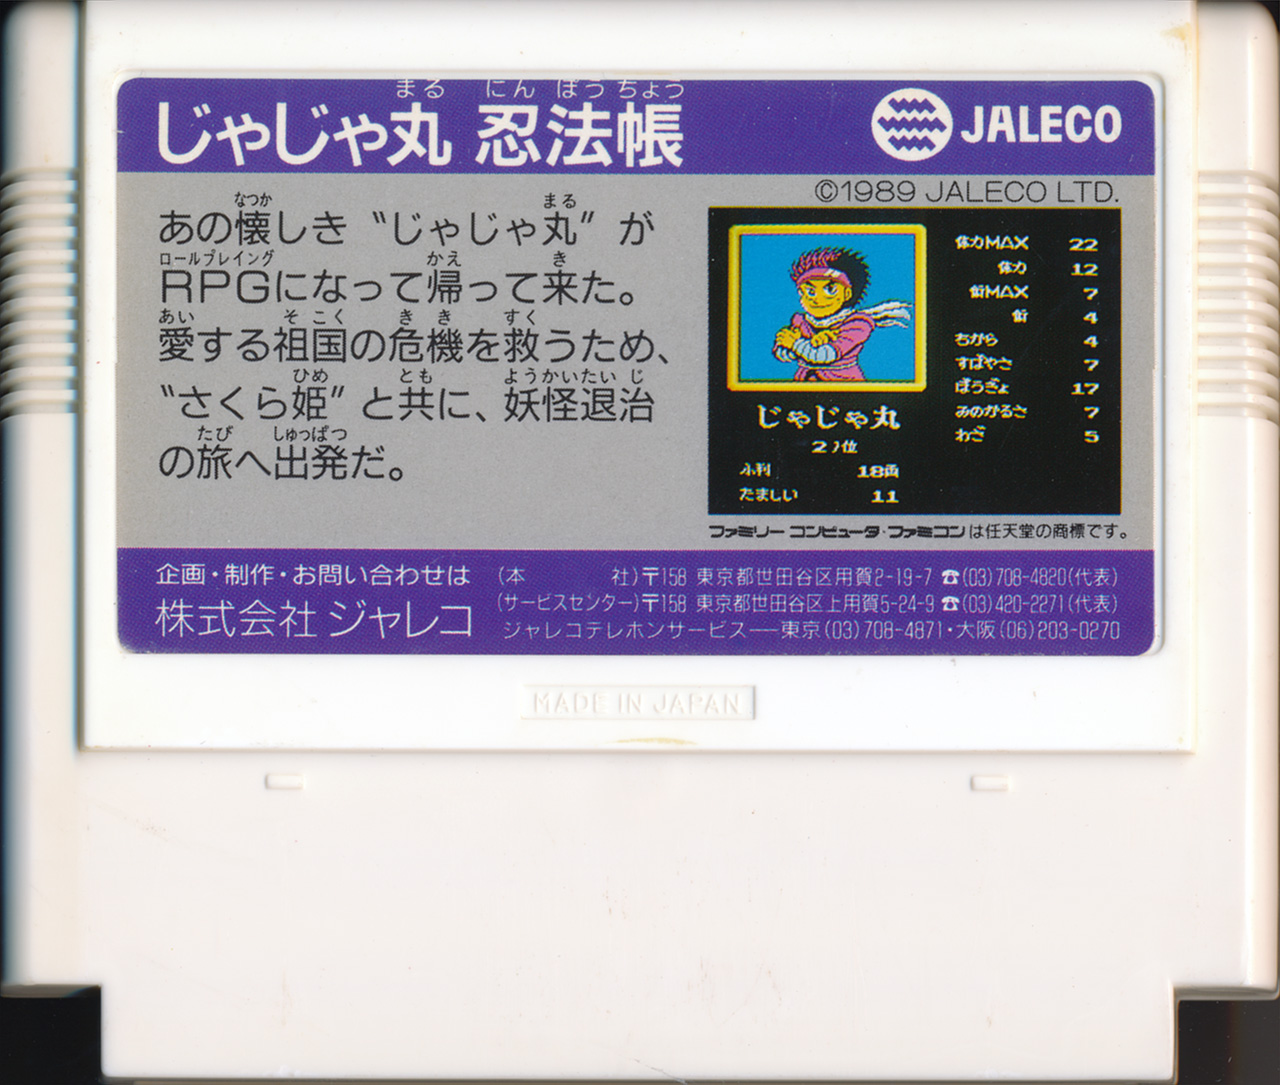 まる にん ぽう ちょう
じゃじゃ丸 忍法帳
JALECO
©1989 JALECO LTD.
なつか まる
あの懐しき "じゃじゃ丸" が
ロールプレイング かえ き
RPGになって帰って来た。
あい そこく きき すく
愛する祖国の危機を救うため、
ひめ とも ようかいたいじ
"さくら姫" と共に、妖怪退治
たび しゅっぱつ
の旅へ出発だ。
体力MAX 22
体力 12
術MAX 7
術 4
ちから 4
すばやさ 7
ぼうぎょ 17
みのかるさ 7
わざ 5
じゃじゃ丸
2ノ位
小判 18両
たましい 11
ファミリーコンピュータ・ファミコンは任天堂の商標です。
企画・制作・お問い合わせは
株式会社 ジャレコ
(本 社)〒158 東京都世田谷区用賀2-19-7 ☎(03)708-4820(代表)
(サービスセンター)〒158 東京都世田谷区上用賀5-24-9 ☎(03)420-2271(代表)
ジャレコテレホンサービス──東京(03)708-4871・大阪(06)203-0270
MADE IN JAPAN